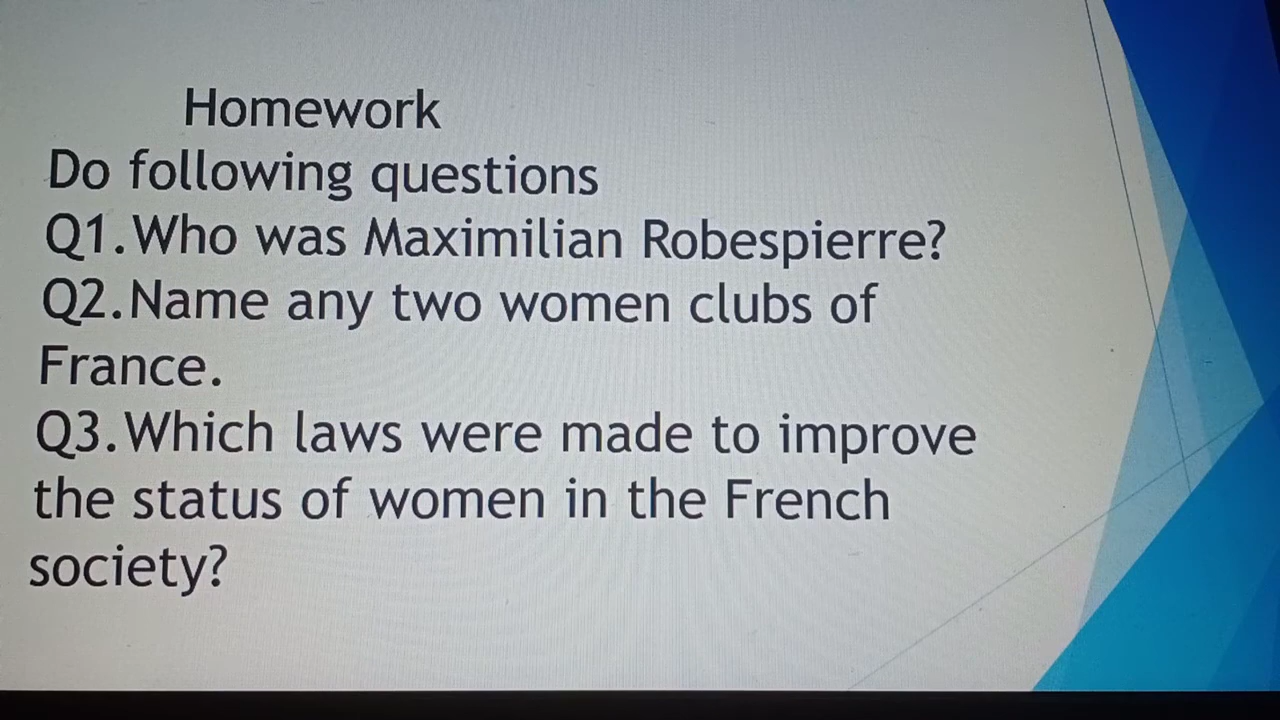 Homework
Do following questions
Q1.Who was Maximilian Robespierre?
Q2.Name any two women clubs of
France.
Q3.Which laws were made to improve
the status of women in the French
society?